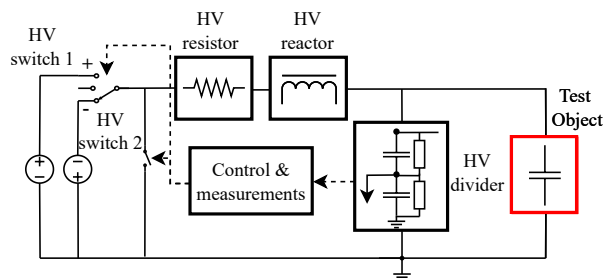 HV
switch 1
+
-
HV
switch 2
HV
resistor
HV
reactor
Control &
measurements
HV
divider
Test
Object
+
−
−
+